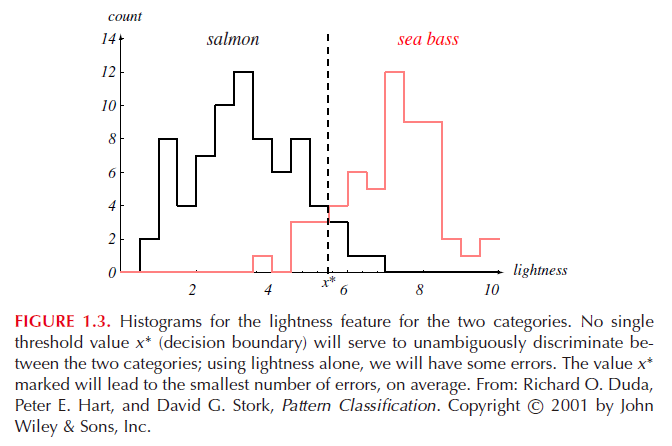 count
14
salmon
sea bass
12
10
8
6
4
2
0
lightness
2 4 x* 6 8 10
FIGURE 1.3. Histograms for the lightness feature for the two categories. No single
threshold value x* (decision boundary) will serve to unambiguously discriminate be-
tween the two categories; using lightness alone, we will have some errors. The value x*
marked will lead to the smallest number of errors, on average. From: Richard O. Duda,
Peter E. Hart, and David G. Stork, Pattern Classification. Copyright © 2001 by John
Wiley & Sons, Inc.